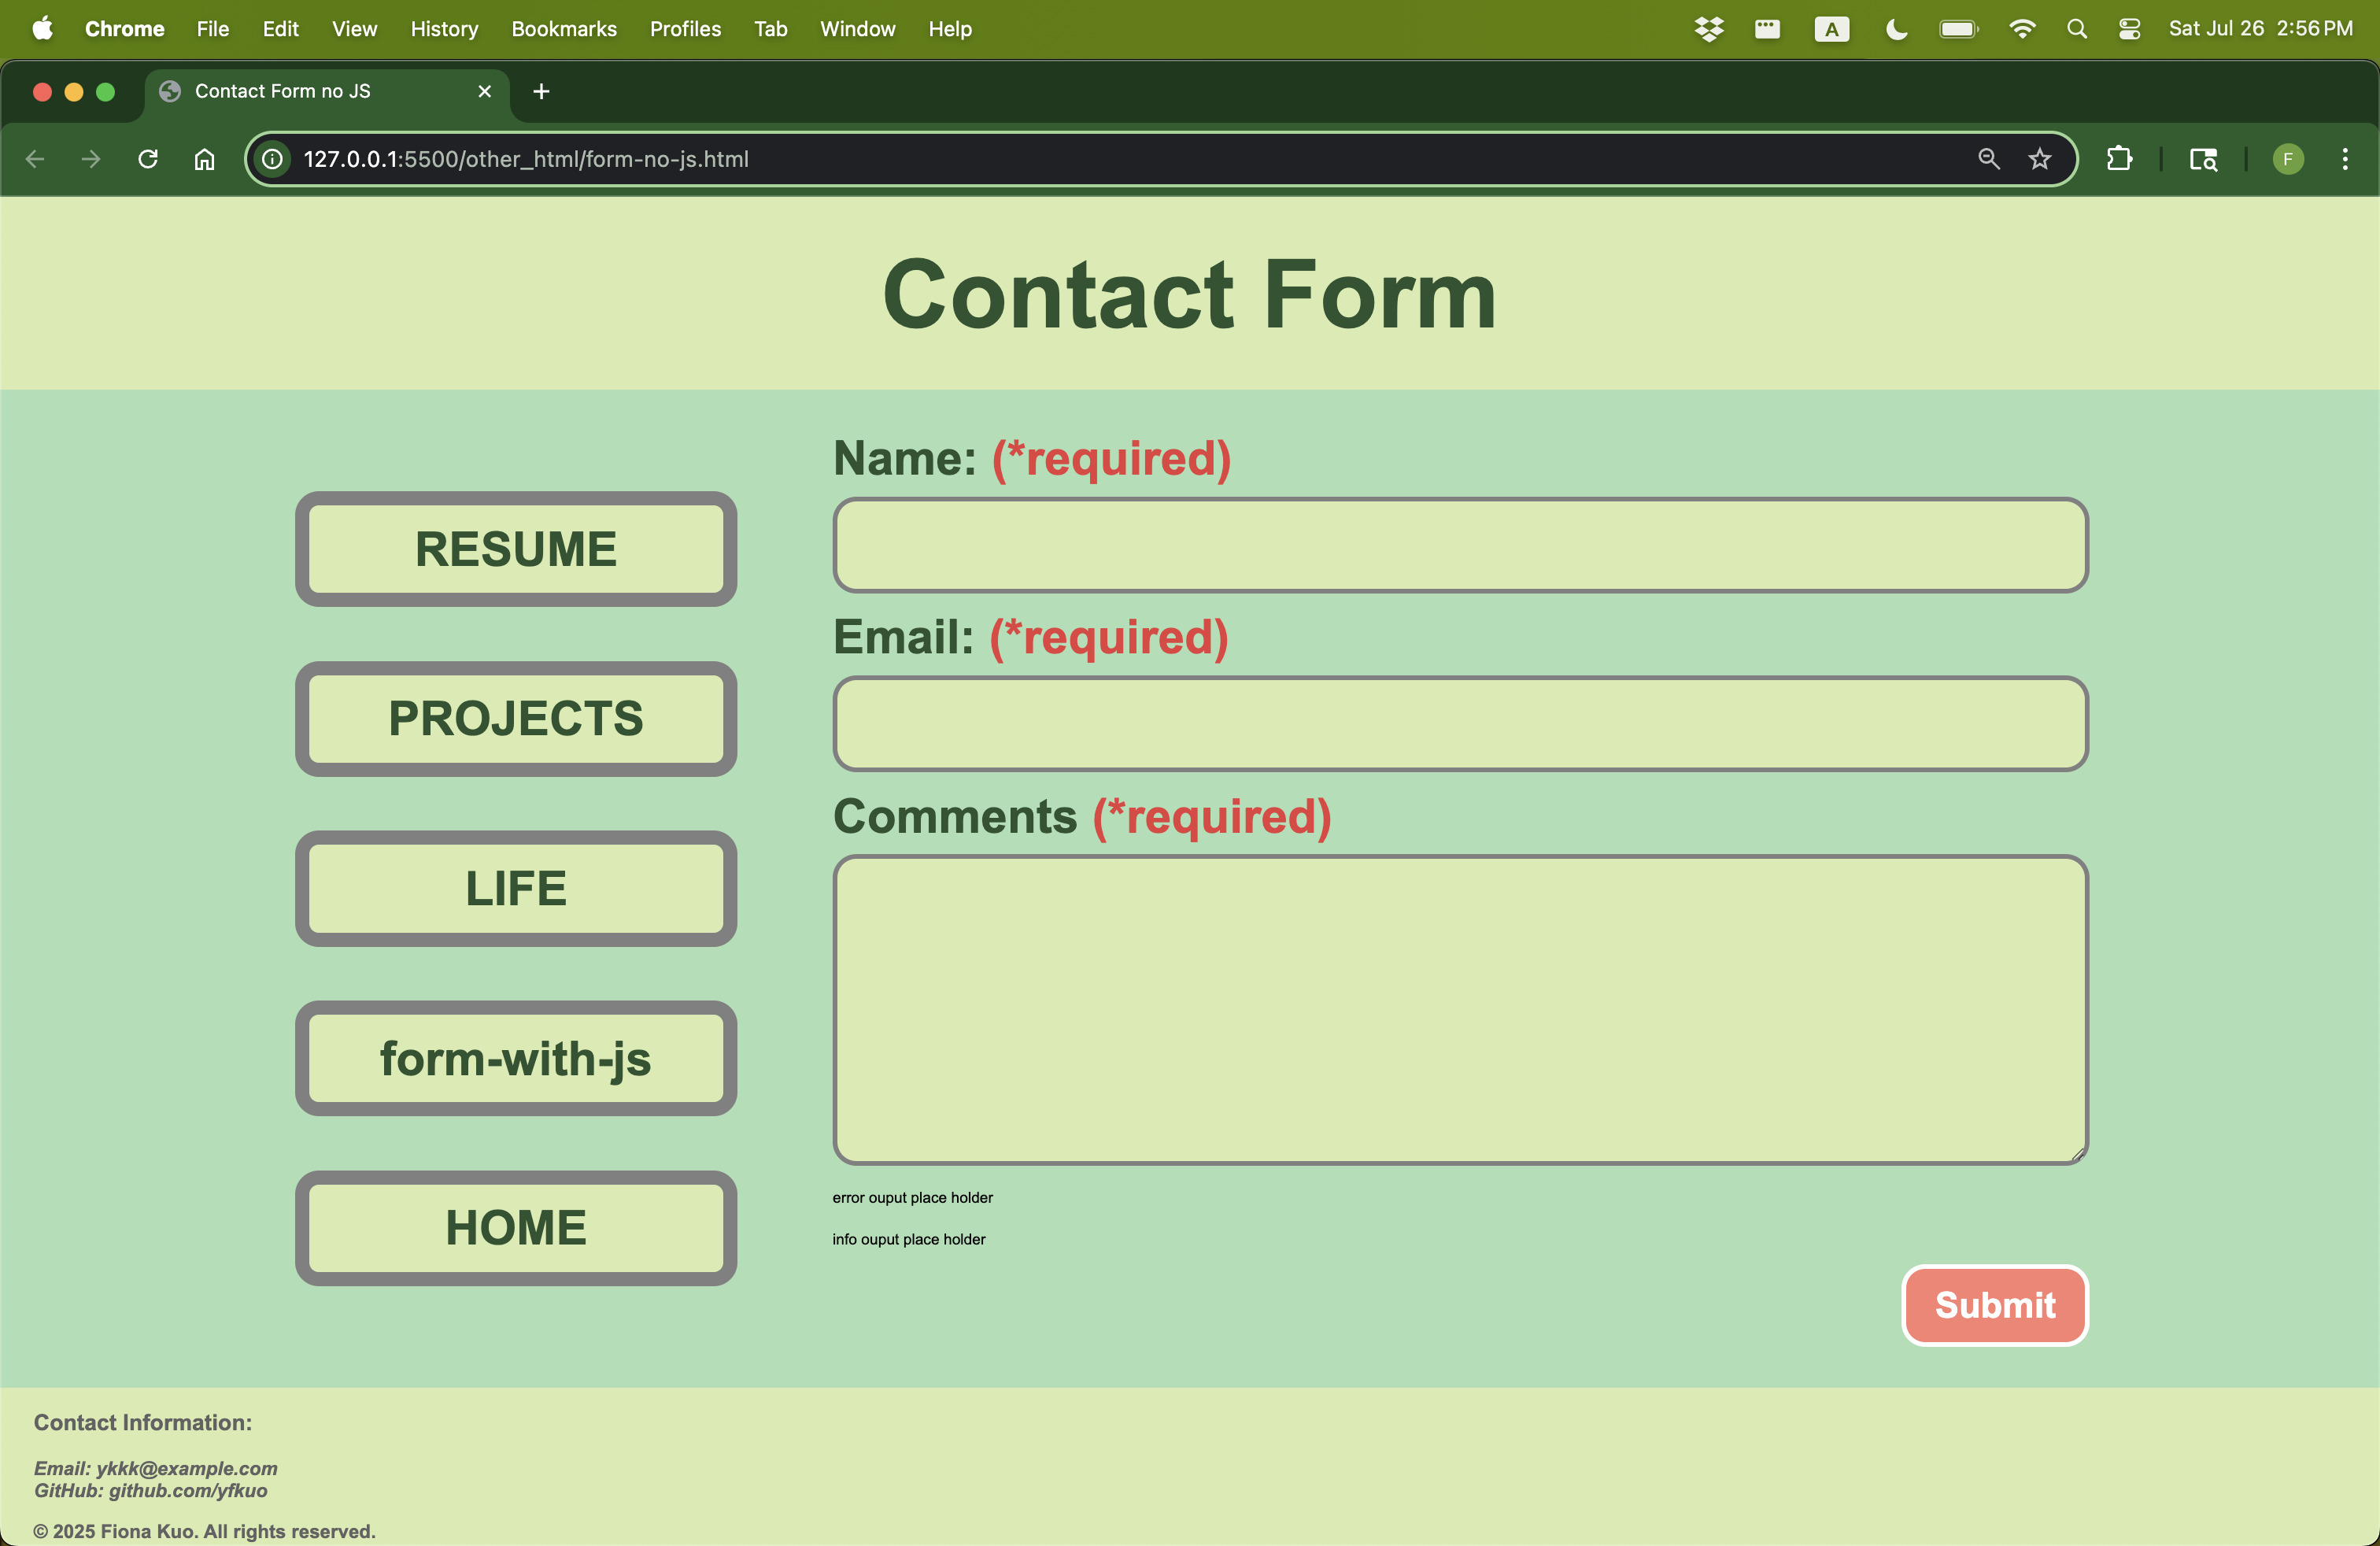 Chrome File Edit View History Bookmarks Profiles Tab Window Help A Sat Jul 26 2:56 PM
Contact Form no JS
127.0.0.1:5500/other_html/form-no-js.html F
Contact Form
Name: (*required)
RESUME
Email: (*required)
PROJECTS
Comments (*required)
LIFE
form-with-js
HOME
error ouput place holder
info ouput place holder
Submit
Contact Information:
Email: ykkk@example.com
GitHub: github.com/yfkuo
© 2025 Fiona Kuo. All rights reserved.